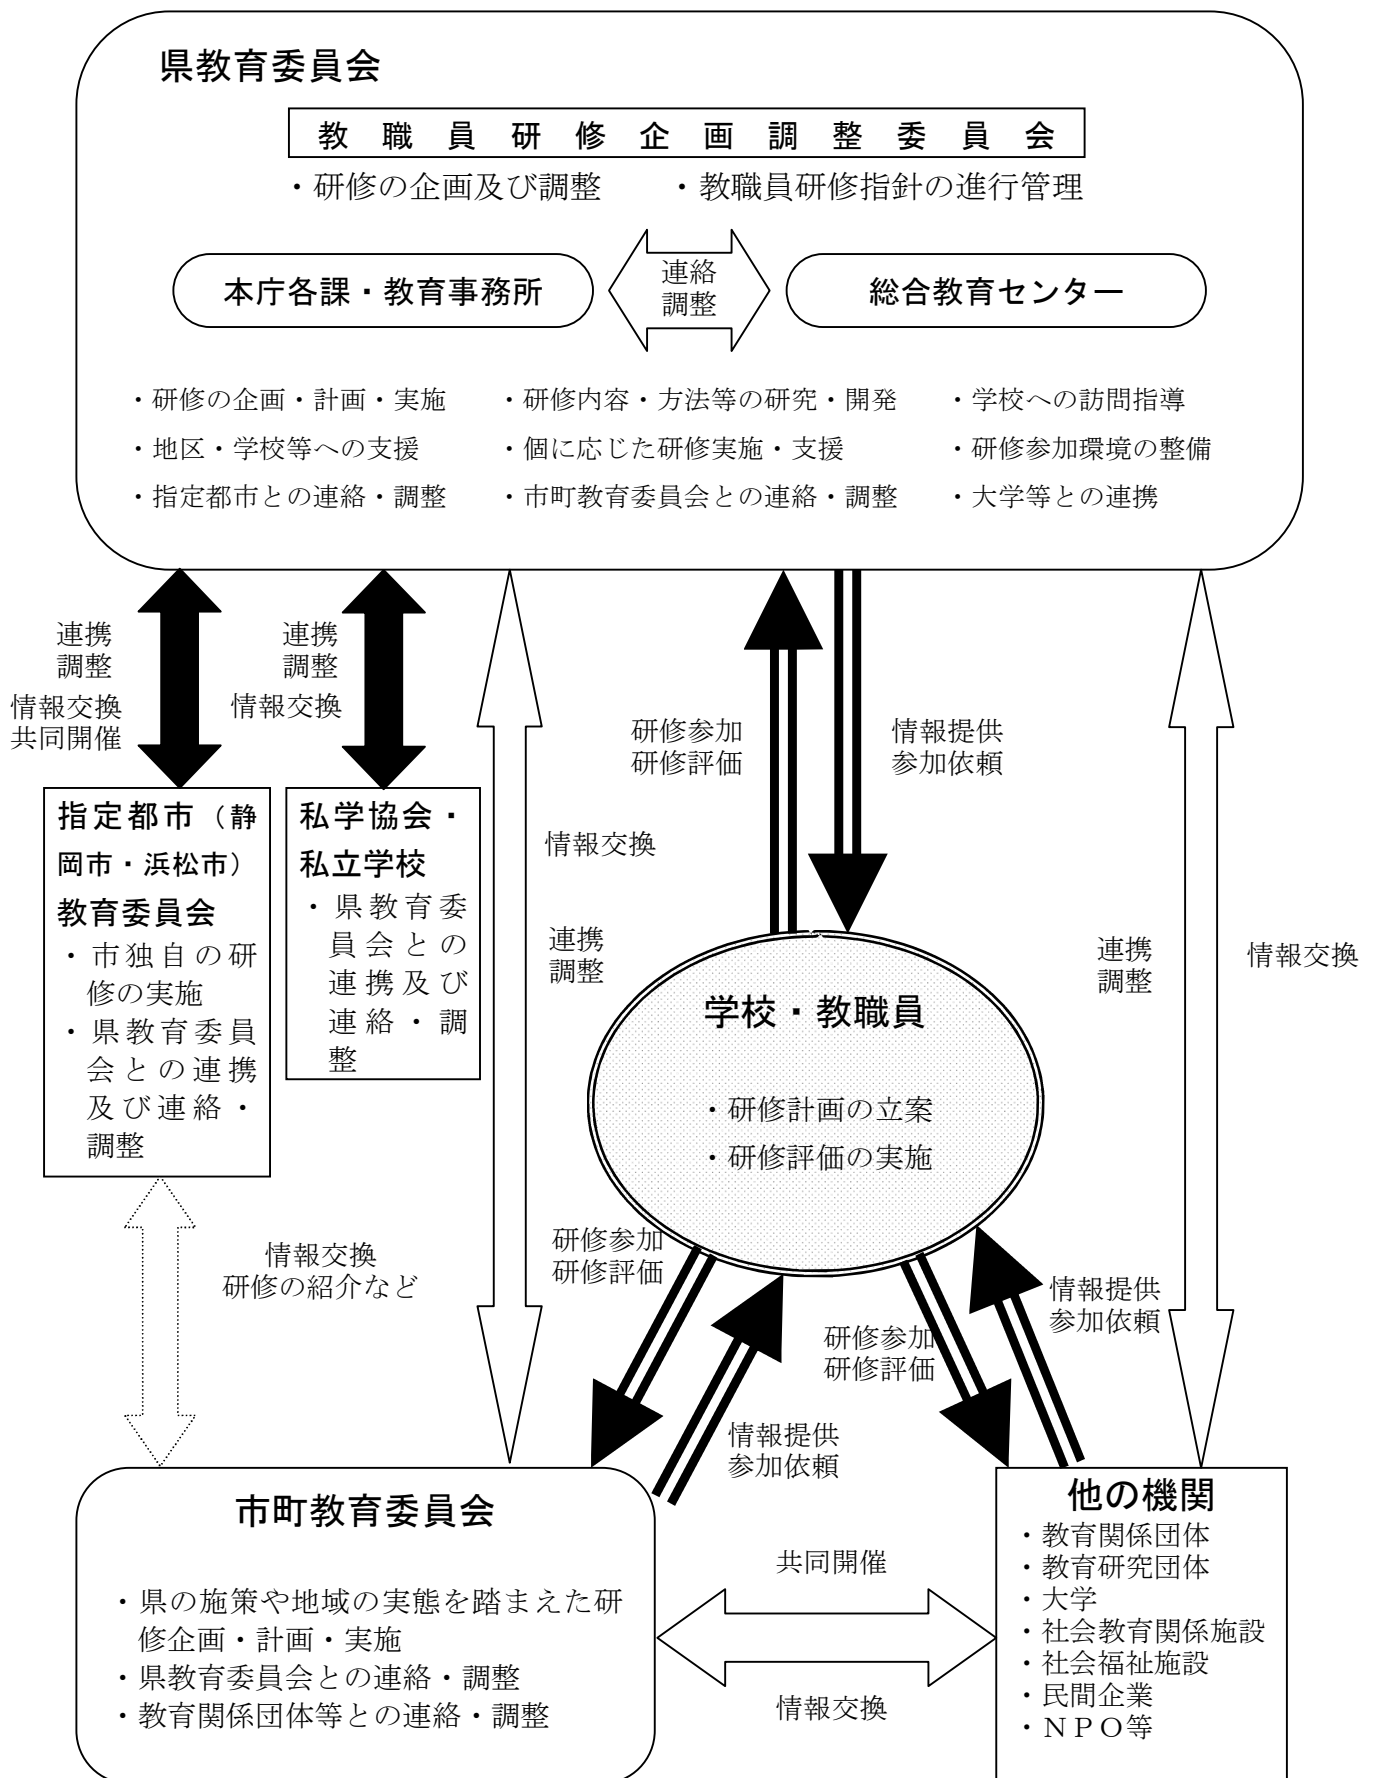 県教育委員会
教職員研修企画調整委員会
・研修の企画及び調整　・教職員研修指針の進行管理
本庁各課・教育事務所
連絡
調整
総合教育センター
・研修の企画・計画・実施　・研修内容・方法等の研究・開発　・学校への訪問指導
・地区・学校等への支援　・個に応じた研修実施・支援　・研修参加環境の整備
・指定都市との連絡・調整　・市町教育委員会との連絡・調整　・大学等との連携
連携
調整
情報交換
共同開催
連携
調整
情報交換
研修参加
研修評価
情報提供
参加依頼
指定都市（静
岡市・浜松市）
教育委員会
・市独自の研
修の実施
・県教育委員
会との連携
及び連絡・
調整
私学協会・
私立学校
・県教育委
員会との
連携及び
連絡・調
整
情報交換
連携
調整
学校・教職員
・研修計画の立案
・研修評価の実施
連携
調整
情報交換
情報交換
研修の紹介など
研修参加
研修評価
情報提供
参加依頼
研修参加
研修評価
情報提供
参加依頼
市町教育委員会
・県の施策や地域の実態を踏まえた研
修企画・計画・実施
・県教育委員会との連絡・調整
・教育関係団体等との連絡・調整
共同開催
情報交換
他の機関
・教育関係団体
・教育研究団体
・大学
・社会教育関係施設
・社会福祉施設
・民間企業
・ＮＰＯ等